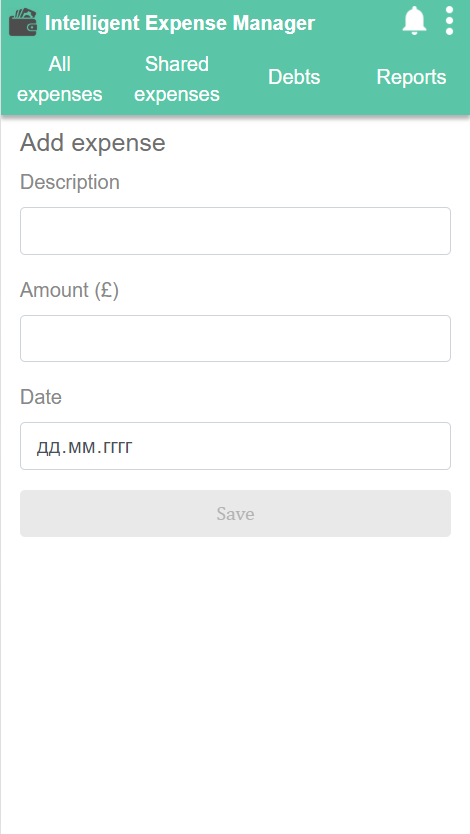 Intelligent Expense Manager
All
expenses
Shared
expenses
Debts
Reports
Add expense
Description
Amount (£)
Date
дд.мм.гггг
Save